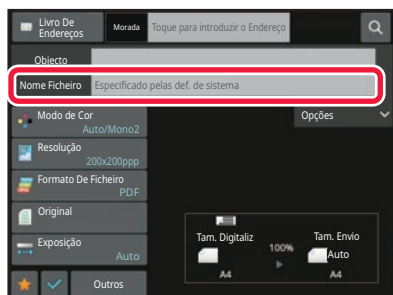 Livro De
Endereços
Morada
Toque para introduzir o Endereço
Objecto
Nome Ficheiro
Especificado pelas def. de sistema
Modo de Cor
Auto/Mono2
Opções
Resolução
200x200ppp
Formato De Ficheiro
PDF
Original
Exposição
Auto
Tam. Digitaliz
100%
Tam. Envio
Auto
A4
A4
Outros